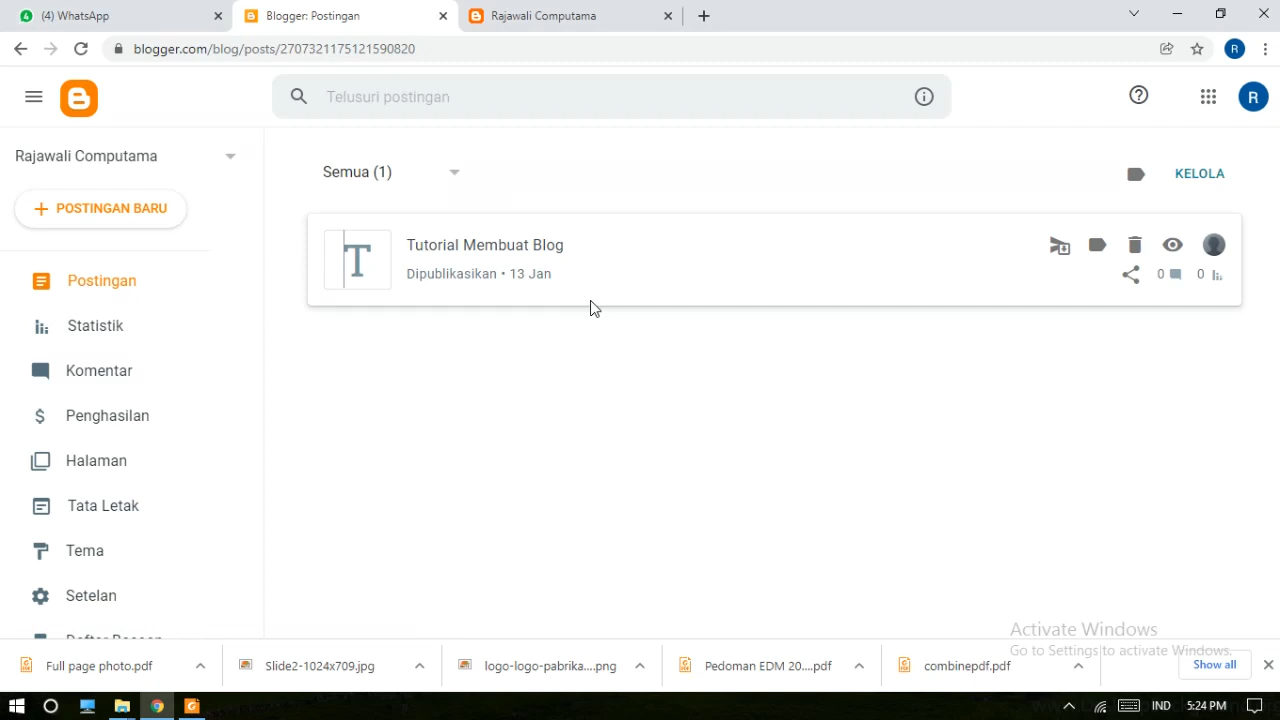 (4) WhatsApp
Blogger: Postingan
Rajawali Computama
blogger.com/blog/posts/2707321175121590820
R
Telusuri postingan
R
Rajawali Computama
POSTINGAN BARU
Semua (1)
KELOLA
T
Tutorial Membuat Blog
Dipublikasikan • 13 Jan
0
0
Postingan
Statistik
Komentar
Penghasilan
Halaman
Tata Letak
Tema
Setelan
Activate Windows
Go to Settings to activate Windows.
Full page photo.pdf
Slide2-1024x709.jpg
logo-logo-pabrika....png
Pedoman EDM 20....pdf
combinepdf.pdf
Show all
IND
5:24 PM